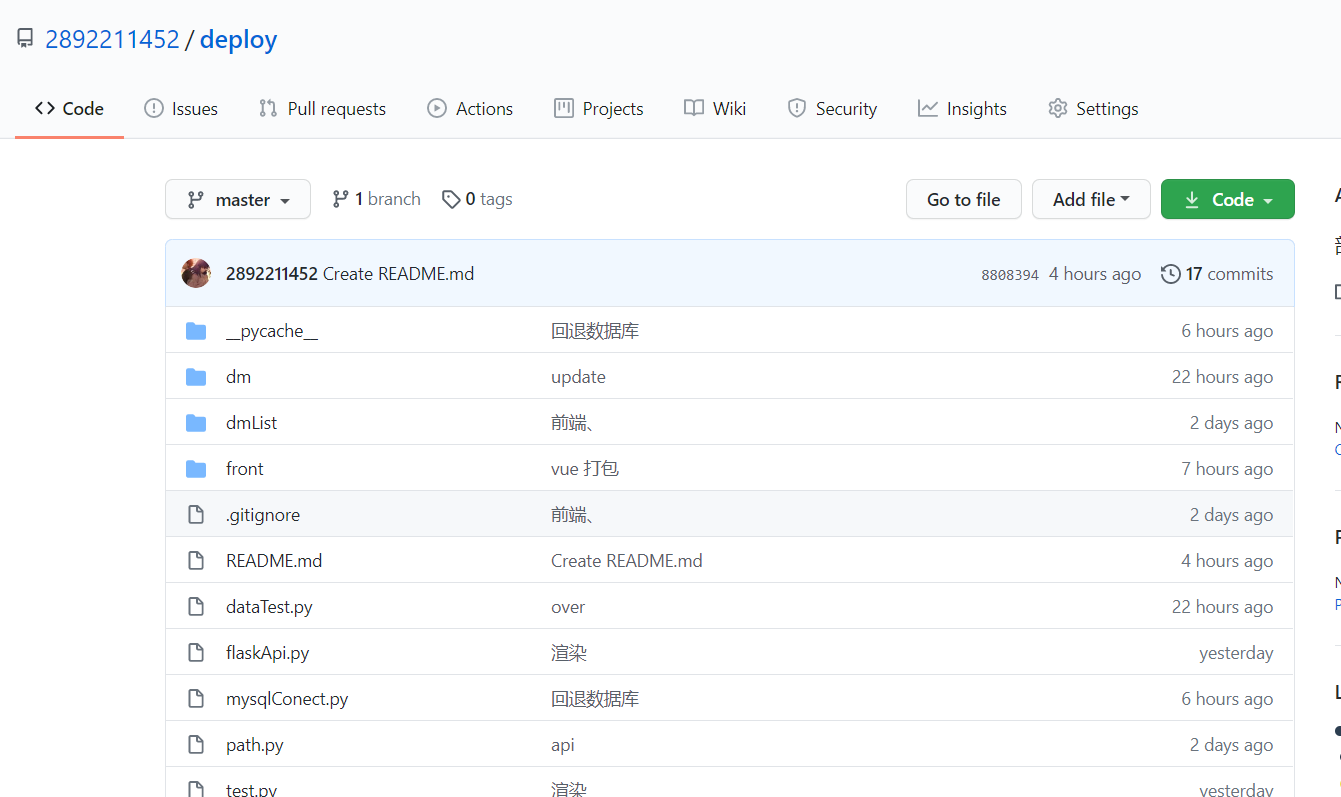 2892211452 / deploy
Code Issues Pull requests Actions Projects Wiki Security Insights Settings
master 1 branch 0 tags Go to file Add file Code
2892211452 Create README.md 8808394 4 hours ago 17 commits
__pycache__ 回退数据库 6 hours ago
dm update 22 hours ago
dmList 前端、 2 days ago
front vue 打包 7 hours ago
.gitignore 前端、 2 days ago
README.md Create README.md 4 hours ago
dataTest.py over 22 hours ago
flaskApi.py 渲染 yesterday
mysqlConect.py 回退数据库 6 hours ago
path.py api 2 days ago
test.py 渲染 yesterday